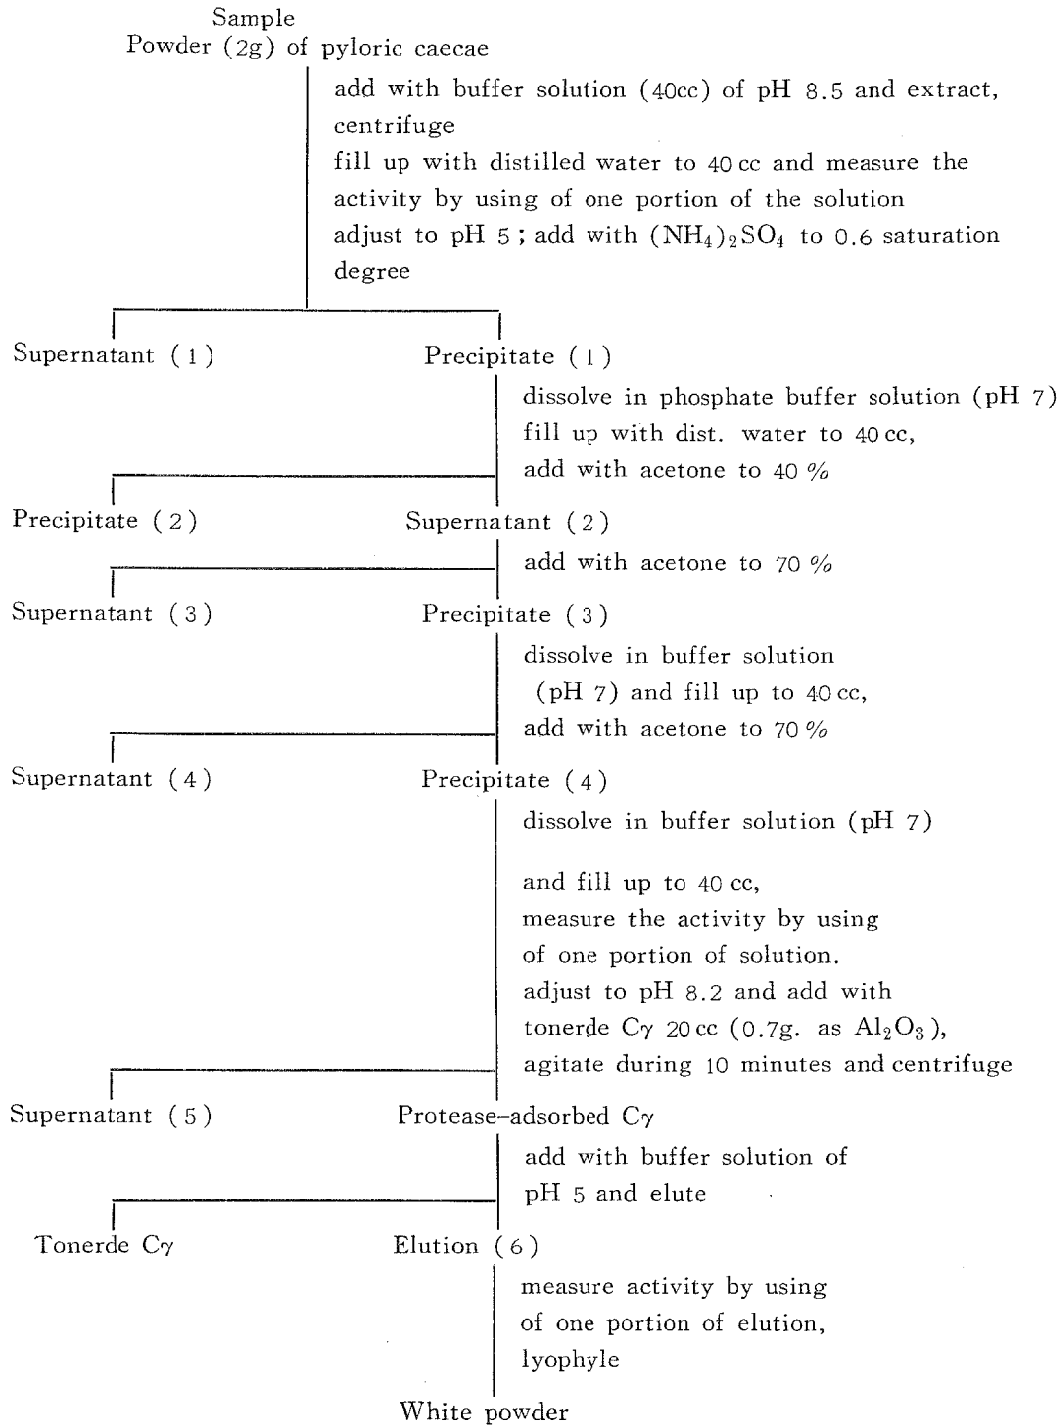 Sample
Powder (2g) of pyloric caecae
add with buffer solution (40cc) of pH 8.5 and extract,
centrifuge
fill up with distilled water to 40 cc and measure the
activity by using of one portion of the solution
adjust to pH 5 ; add with (NH₄)₂SO₄ to 0.6 saturation
degree
Supernatant ( 1 )
Precipitate ( 1 )
dissolve in phosphate buffer solution (pH 7)
fill up with dist. water to 40 cc,
add with acetone to 40 %
Precipitate ( 2 )
Supernatant ( 2 )
add with acetone to 70 %
Supernatant ( 3 )
Precipitate ( 3 )
dissolve in buffer solution
(pH 7) and fill up to 40 cc,
add with acetone to 70 %
Supernatant ( 4 )
Precipitate ( 4 )
dissolve in buffer solution (pH 7)
and fill up to 40 cc,
measure the activity by using
of one portion of solution.
adjust to pH 8.2 and add with
tonerde Cγ 20 cc (0.7g. as Al₂O₃),
agitate during 10 minutes and centrifuge
Supernatant ( 5 )
Protease-adsorbed Cγ
add with buffer solution of
pH 5 and elute
Tonerde Cγ
Elution ( 6 )
measure activity by using
of one portion of elution,
lyophyle
White powder